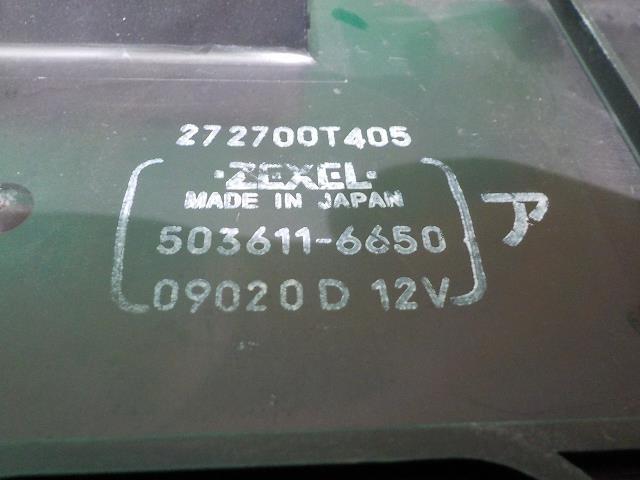 272700T405
·ZEXEL·
MADE IN JAPAN
503611-6650
09020D 12V
ア